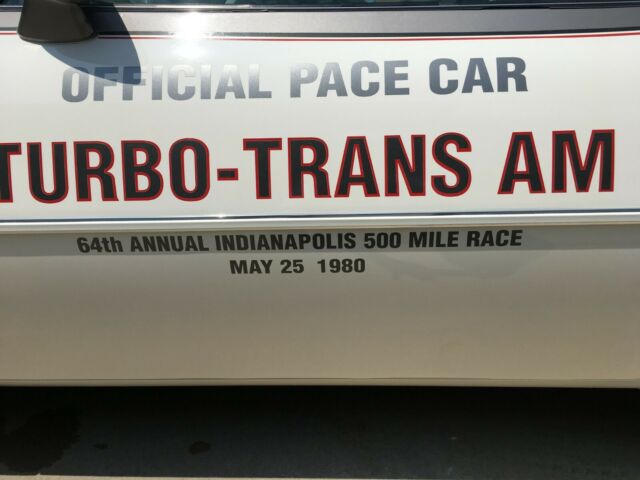 OFFICIAL PACE CAR
TURBO-TRANS AM
64th ANNUAL INDIANAPOLIS 500 MILE RACE
MAY 25 1980